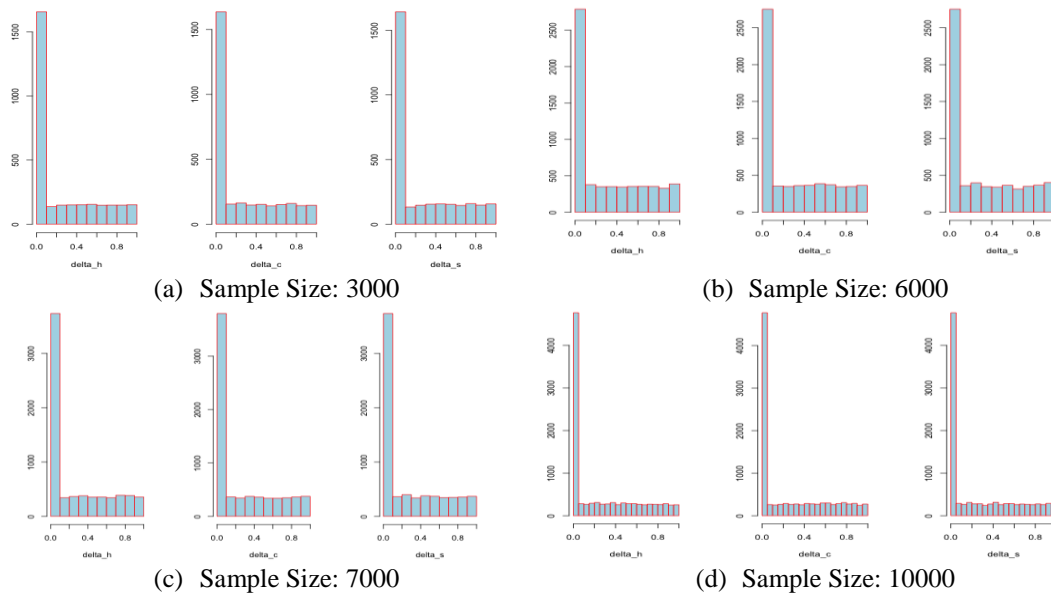 0 500 1000 1500
0 500 1000 1500
0 500 1000 1500
0 500 1000 1500 2000 2500
0 500 1000 1500 2000 2500
0 500 1000 1500 2000 2500
0.0 0.4 0.8
0.0 0.4 0.8
0.0 0.4 0.8
0.0 0.4 0.8
0.0 0.4 0.8
0.0 0.4 0.8
delta_h
delta_c
delta_s
delta_h
delta_c
delta_s
(a) Sample Size: 3000
(b) Sample Size: 6000
0 1000 2000 3000
0 1000 2000 3000
0 1000 2000 3000
0 1000 2000 3000 4000
0 1000 2000 3000 4000
0 1000 2000 3000 4000
0.0 0.4 0.8
0.0 0.4 0.8
0.0 0.4 0.8
0.0 0.4 0.8
0.0 0.4 0.8
0.0 0.4 0.8
delta_h
delta_c
delta_s
delta_h
delta_c
delta_s
(c) Sample Size: 7000
(d) Sample Size: 10000